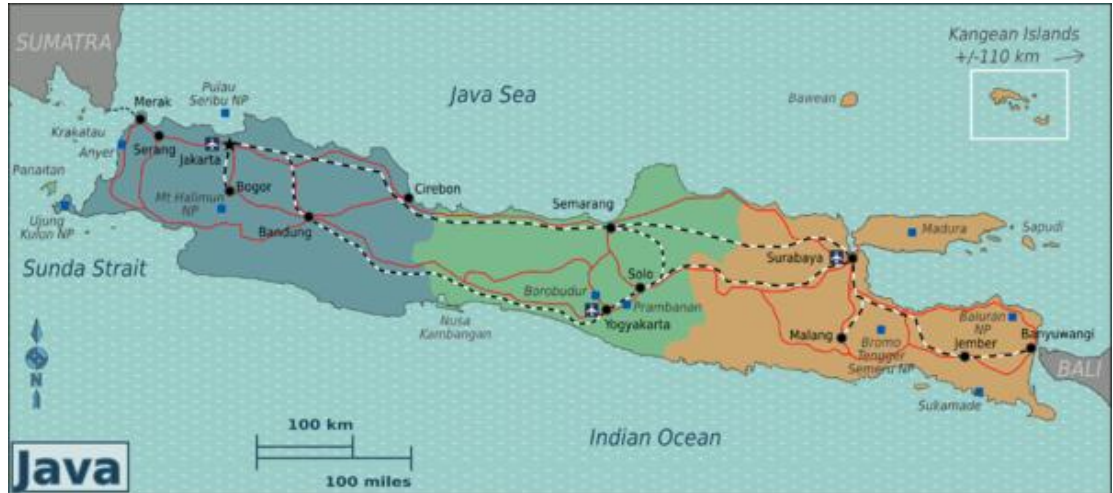 SUMATRA
Kangean Islands
+/-110 km
Java Sea
Bawean
Pulau
Seribu NP
Merak
Krakatau
Anyer
Serang
Jakarta
Panaitan
Bogor
Mt Halimun
NP
Cirebon
Ujung
Kulon NP
Bandung
Semarang
Madura
Sapudi
Sunda Strait
Surabaya
Solo
Borobudur
Prambanan
Yogyakarta
Nusa
Kambangan
Malang
Bromo
Tengger
Semeru NP
Baluran
NP
Banyuwangi
Jember
BALI
Sukamade
N
100 km
100 miles
Indian Ocean
Java